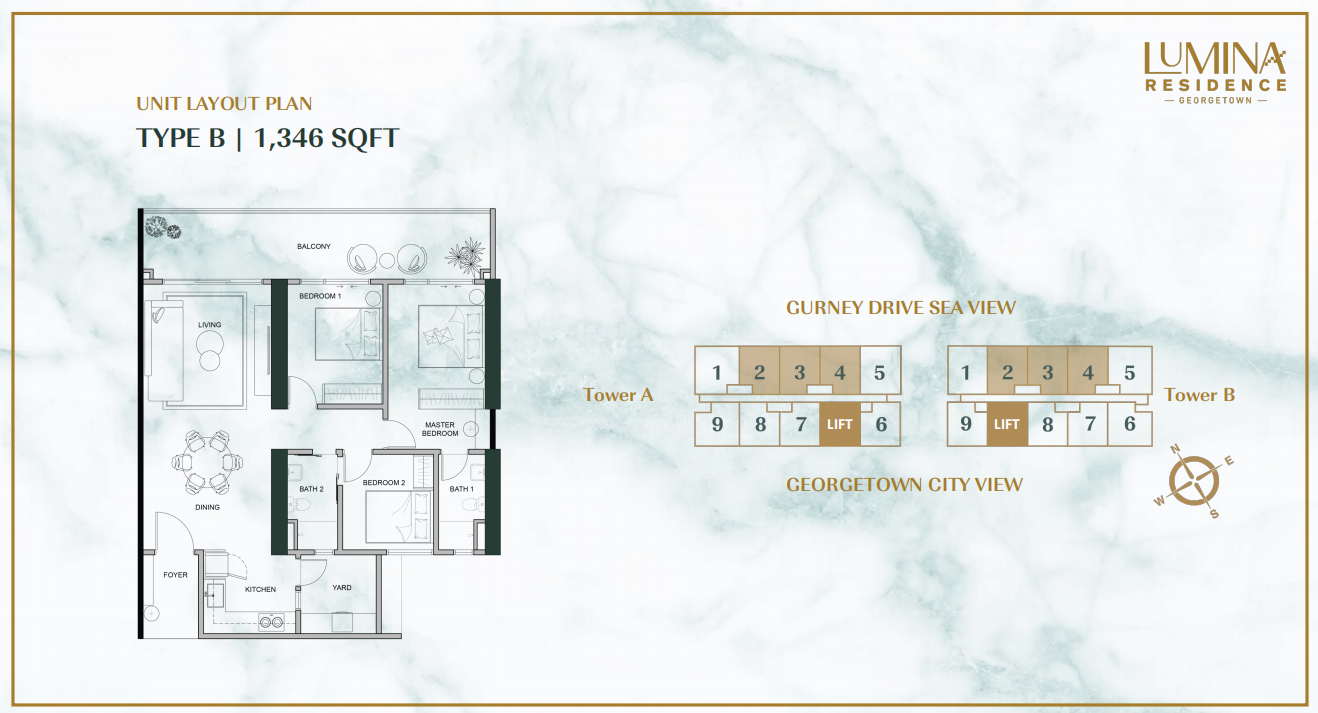 LUMINA
RESIDENCE
GEORGETOWN
UNIT LAYOUT PLAN
TYPE B | 1,346 SQFT
BALCONY
BEDROOM 1
LIVING
MASTER
BEDROOM
BATH 2
BEDROOM 2
BATH 1
DINING
FOYER
KITCHEN
YARD
GURNEY DRIVE SEA VIEW
Tower A
1 2 3 4 5
9 8 7 LIFT 6
1 2 3 4 5
9 LIFT 8 7 6
Tower B
GEORGETOWN CITY VIEW
N
E
W
S